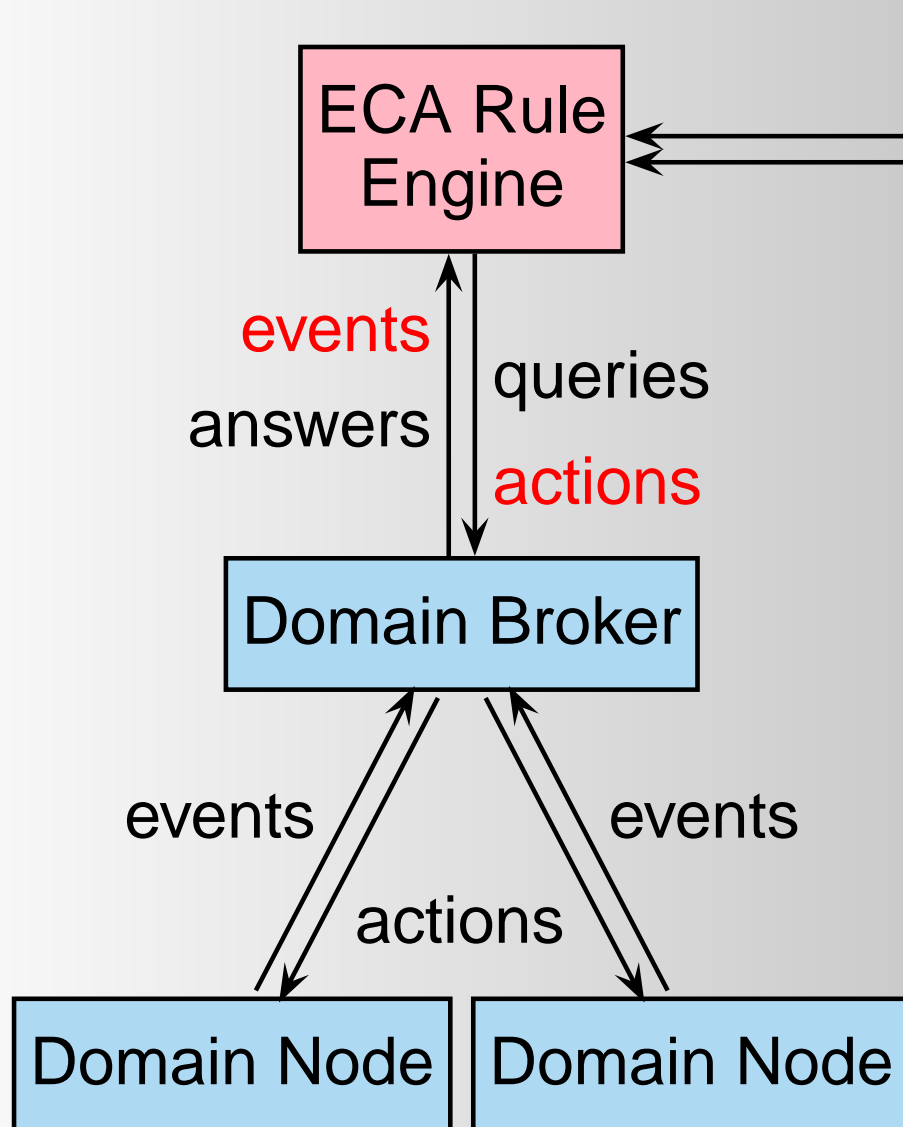 ECA Rule
Engine
events
queries
answers
actions
Domain Broker
events
events
actions
Domain Node
Domain Node